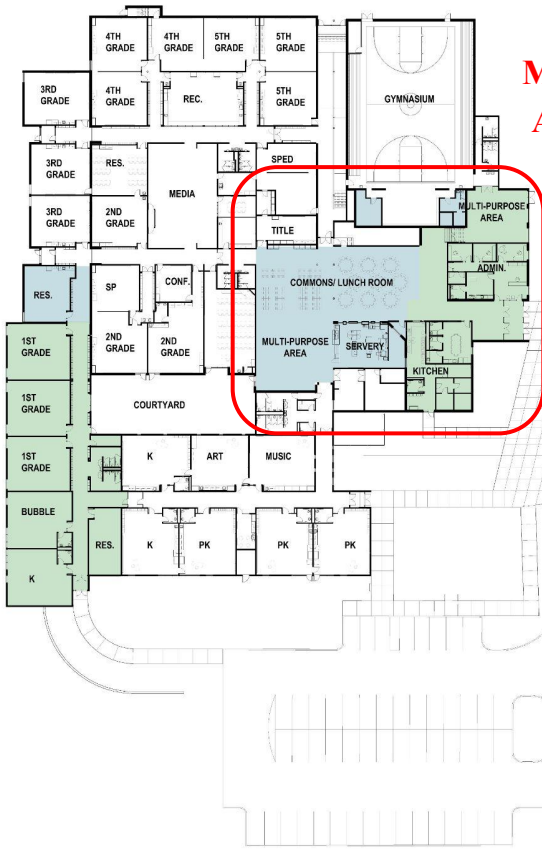 4TH
GRADE
4TH
GRADE
5TH
GRADE
5TH
GRADE
3RD
GRADE
4TH
GRADE
REC.
5TH
GRADE
GYMNASIUM
M
A
3RD
GRADE
RES.
MEDIA
SPED
3RD
GRADE
2ND
GRADE
TITLE
MULTI-PURPOSE
AREA
ADMIN.
RES.
SP
CONF.
COMMONS/ LUNCH ROOM
1ST
GRADE
2ND
GRADE
2ND
GRADE
MULTI-PURPOSE
AREA
SERVERY
KITCHEN
1ST
GRADE
COURTYARD
1ST
GRADE
K
ART
MUSIC
BUBBLE
K
RES.
K
PK
PK
PK